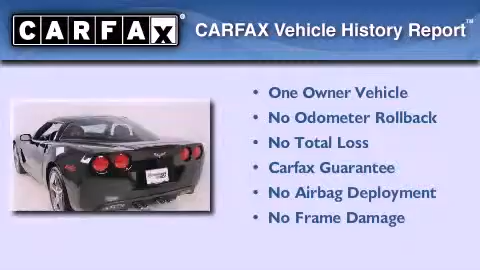 CARFAX®
CARFAX Vehicle History Report™
• One Owner Vehicle
• No Odometer Rollback
• No Total Loss
• Carfax Guarantee
• No Airbag Deployment
• No Frame Damage